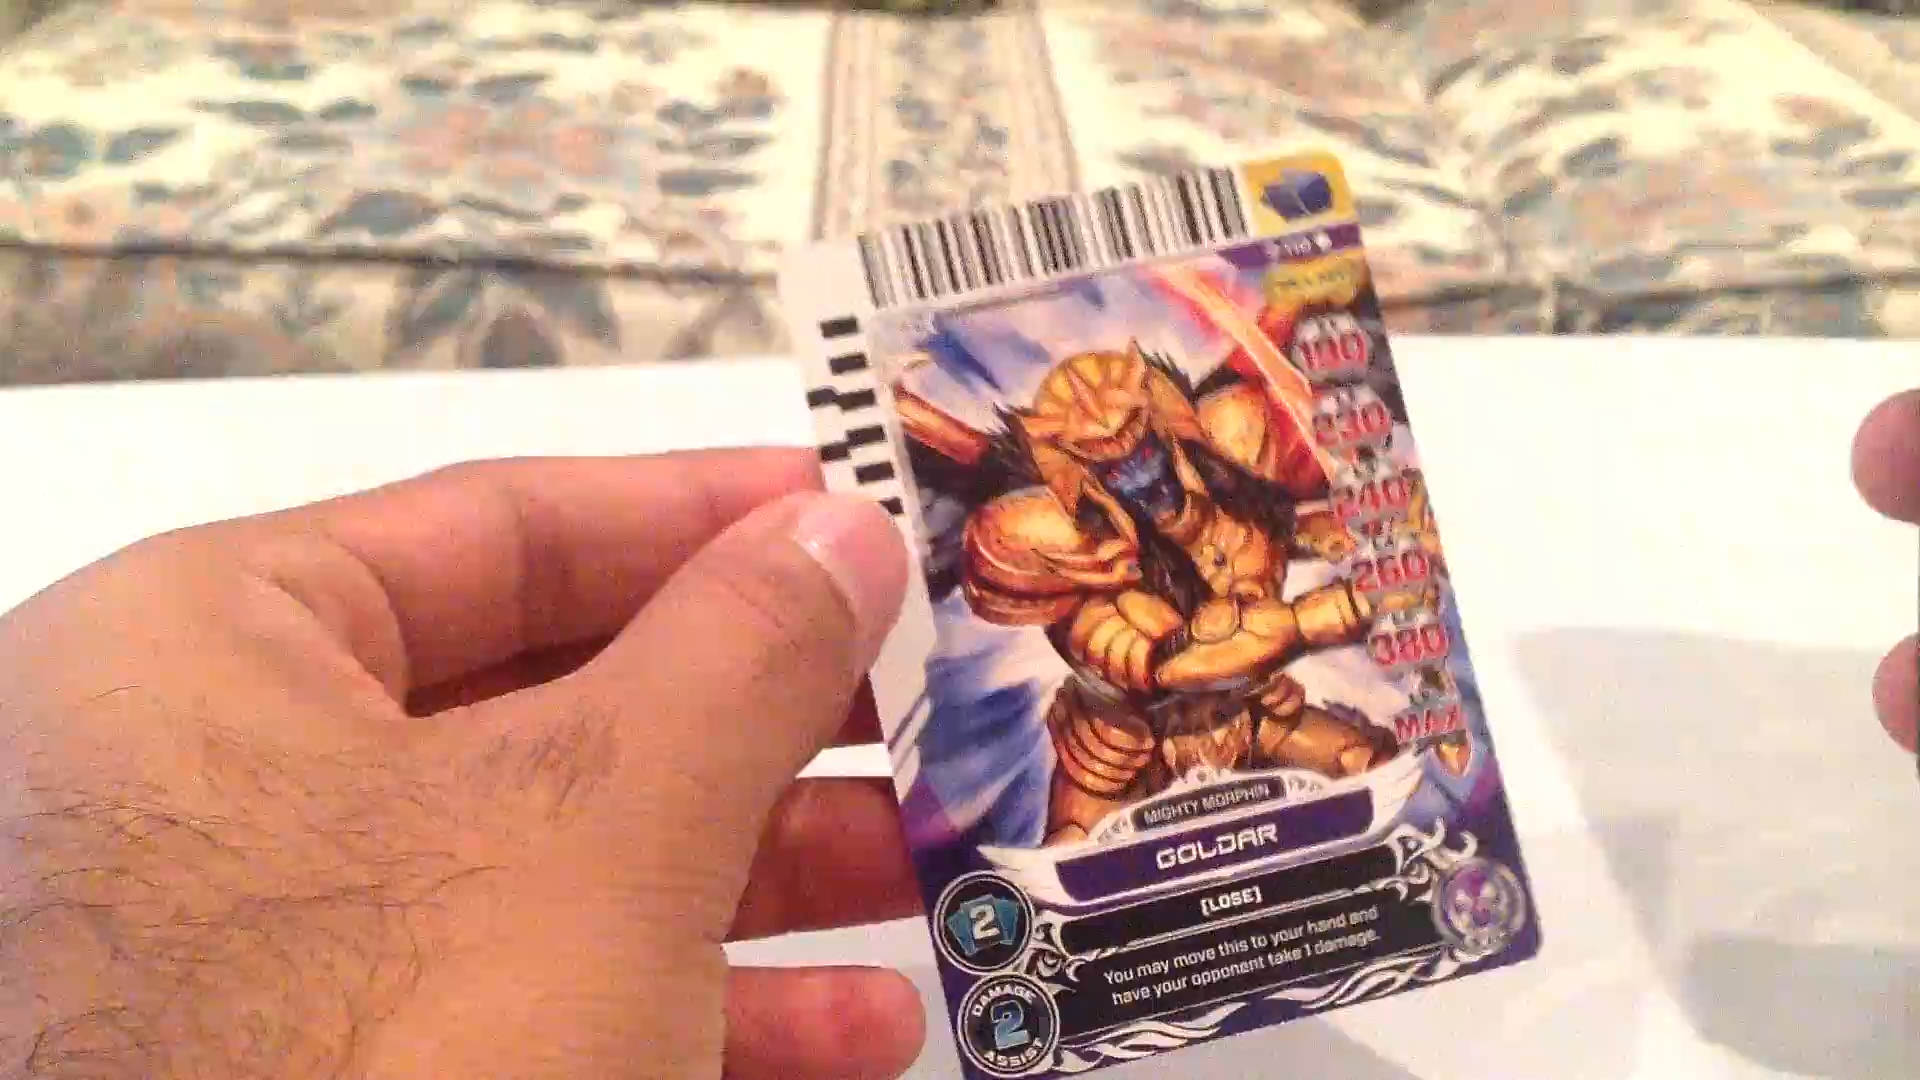 100
230
240
260
380
MAX
MIGHTY MORPHIN
GOLDAR
[LOSE]
2
You may move this to your hand and
have your opponent take 1 damage.
DAMAGE
2
ASSIST